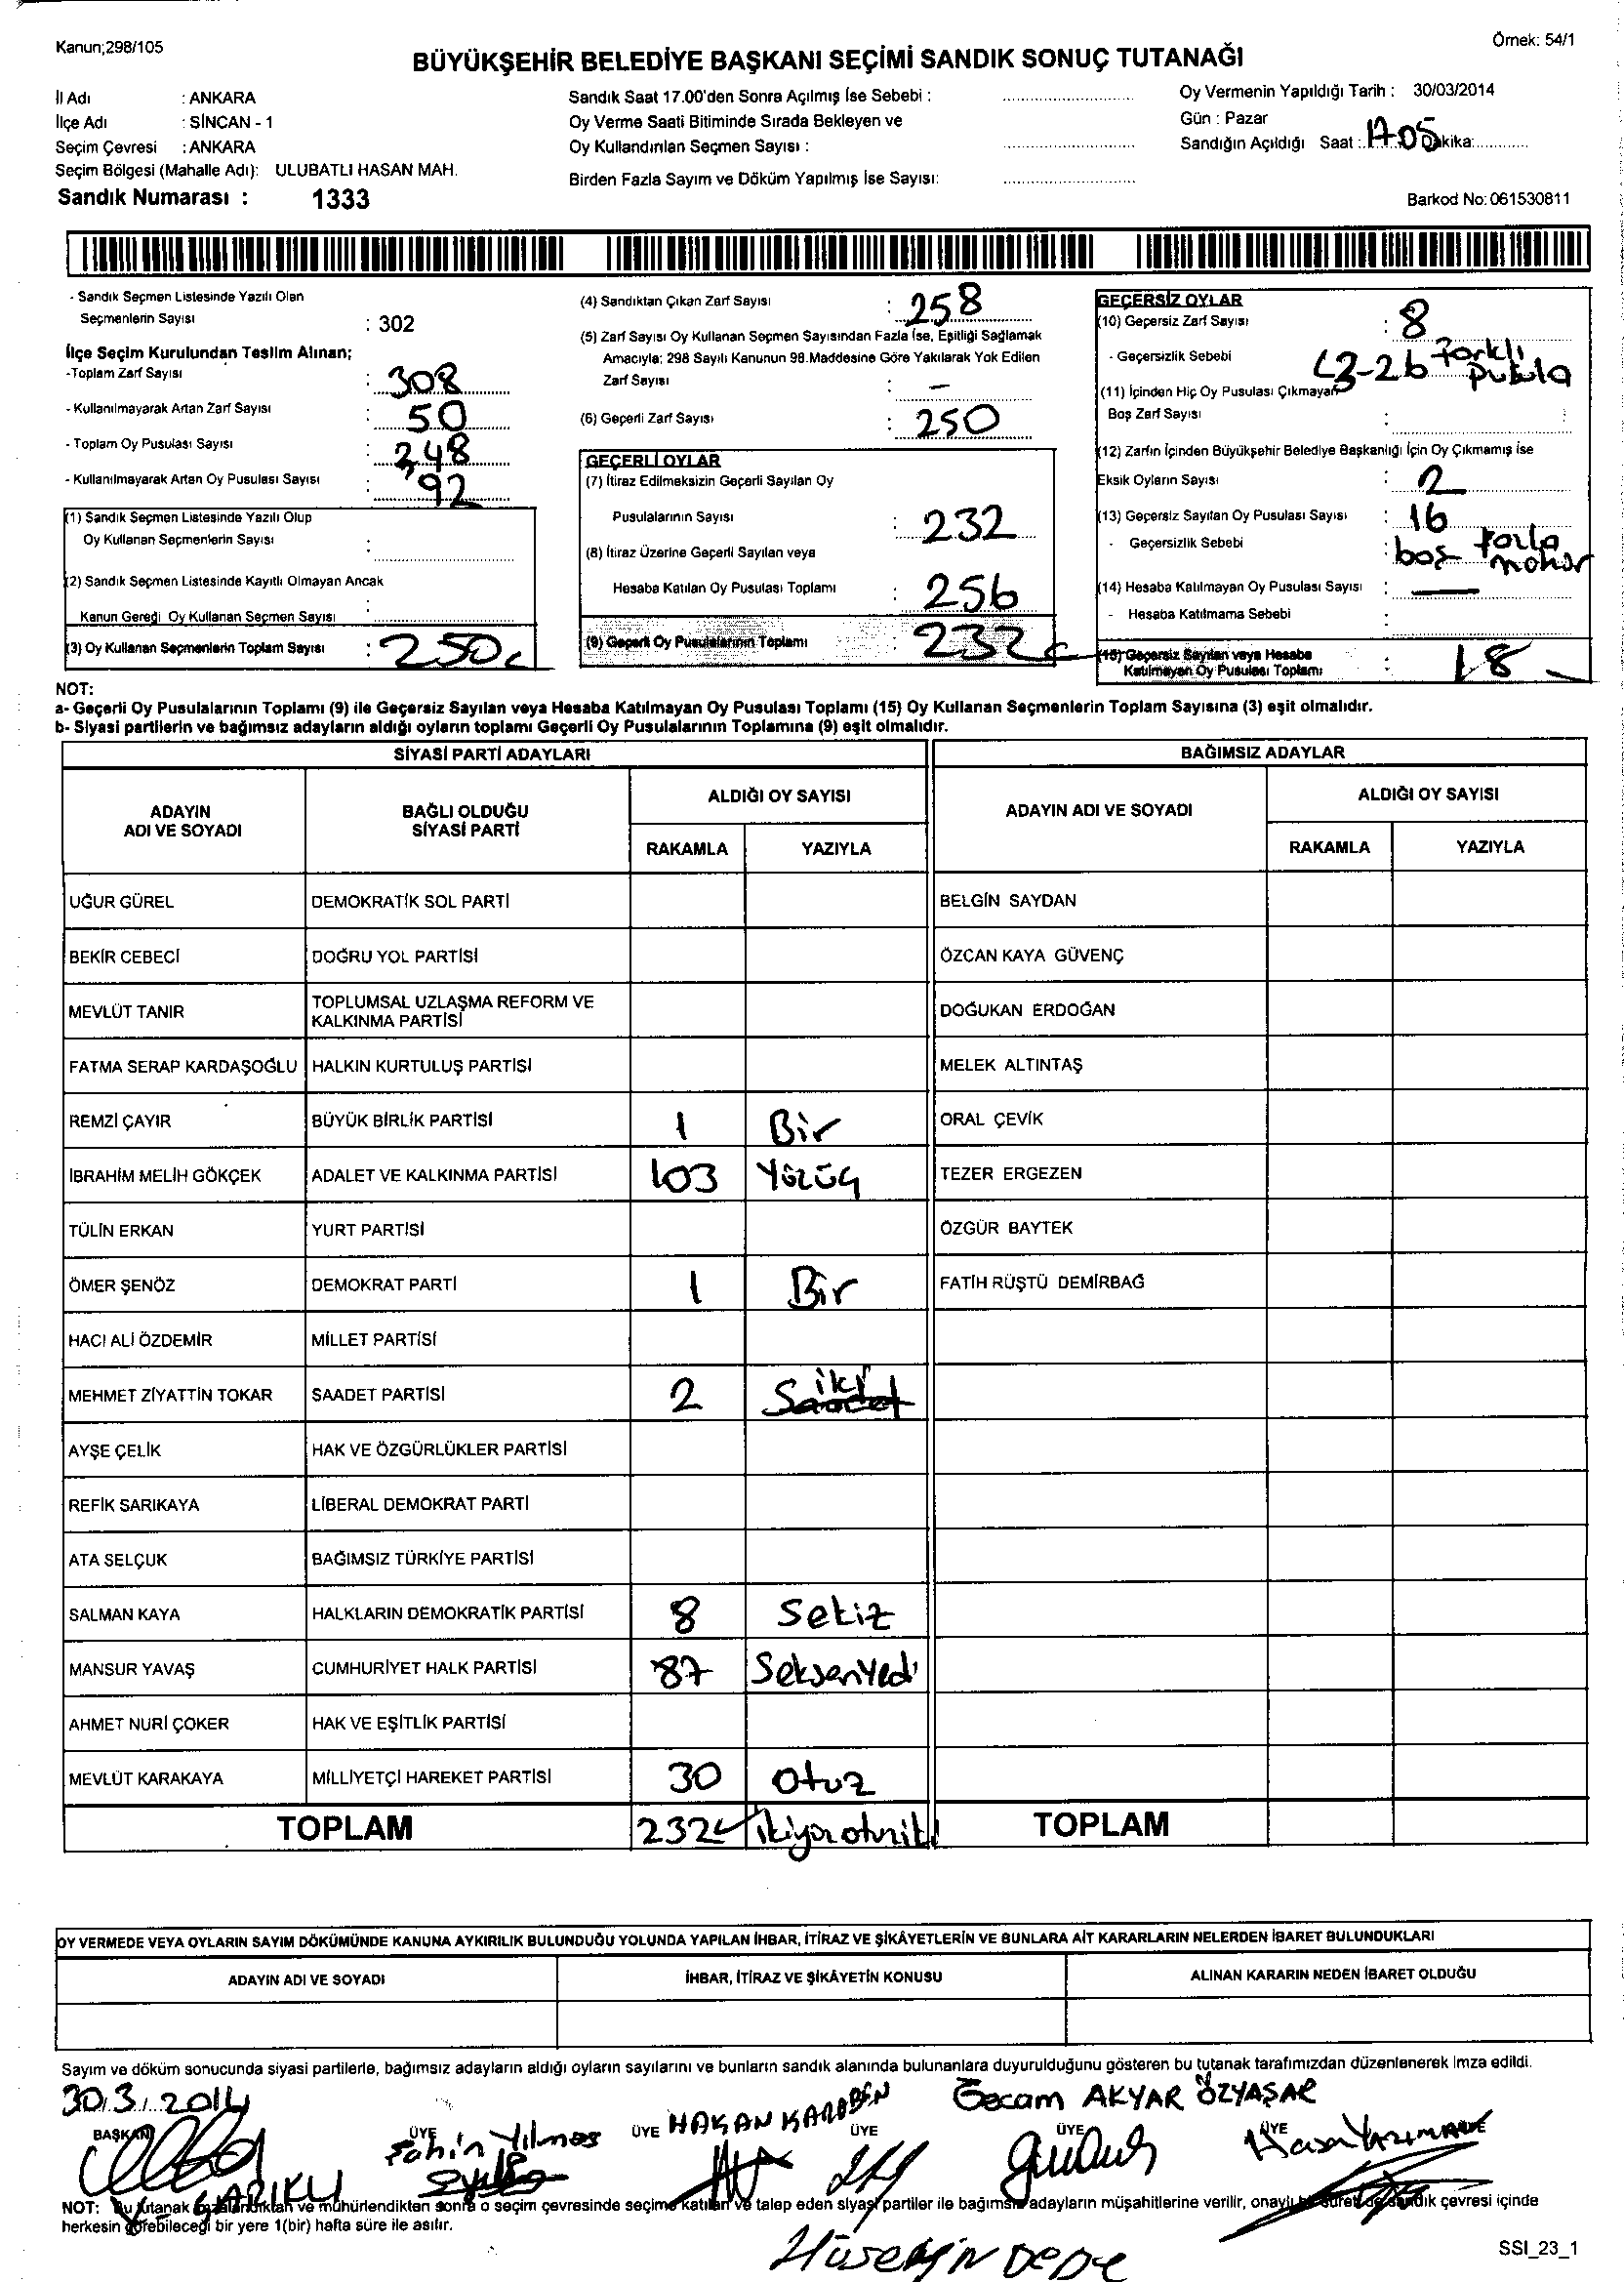 Kanun;298/105
Örnek: 54/1
BÜYÜKŞEHİR BELEDİYE BAŞKANI SEÇİMİ SANDIK SONUÇ TUTANAĞI
İl Adı : ANKARA
İlçe Adı : SİNCAN - 1
Seçim Çevresi : ANKARA
Seçim Bölgesi (Mahalle Adı): ULUBATLI HASAN MAH.
Sandık Numarası : 1333
Sandık Saat 17.00'den Sonra Açılmış İse Sebebi :
Oy Verme Saati Bitiminde Sırada Bekleyen ve
Oy Kullandırılan Seçmen Sayısı :
Birden Fazla Sayım ve Döküm Yapılmış İse Sayısı:
Oy Vermenin Yapıldığı Tarih : 30/03/2014
Gün : Pazar
Sandığın Açıldığı Saat : 17 05 Dakika:
Barkod No: 061530811
- Sandık Seçmen Listesinde Yazılı Olan
Seçmenlerin Sayısı : 302
İlçe Seçim Kurulundan Teslim Alınan;
-Toplam Zarf Sayısı : 308
- Kullanılmayarak Artan Zarf Sayısı : 50
- Toplam Oy Pusulası Sayısı : 348
- Kullanılmayarak Artan Oy Pusulası Sayısı : 92
(1) Sandık Seçmen Listesinde Yazılı Olup
Oy Kullanan Seçmenlerin Sayısı :
(2) Sandık Seçmen Listesinde Kayıtlı Olmayan Ancak
Kanun Gereği Oy Kullanan Seçmen Sayısı :
(3) Oy Kullanan Seçmenlerin Toplam Sayısı : 250
(4) Sandıktan Çıkan Zarf Sayısı : 258
(5) Zarf Sayısı Oy Kullanan Seçmen Sayısından Fazla İse, Eşitliği Sağlamak
Amacıyla; 298 Sayılı Kanunun 98.Maddesine Göre Yakılarak Yok Edilen
Zarf Sayısı : –
(6) Geçerli Zarf Sayısı : 250
GEÇERLİ OYLAR
(7) İtiraz Edilmeksizin Geçerli Sayılan Oy
Pusulalarının Sayısı : 232
(8) İtiraz Üzerine Geçerli Sayılan veya
Hesaba Katılan Oy Pusulası Toplamı : 256
(9) Geçerli Oy Pusulalarının Toplamı : 232
GEÇERSİZ OYLAR
(10) Geçersiz Zarf Sayısı : 8
- Geçersizlik Sebebi farklı
pusula
(11) İçinden Hiç Oy Pusulası Çıkmayan
Boş Zarf Sayısı :
(12) Zarfın İçinden Büyükşehir Belediye Başkanlığı İçin Oy Çıkmamış ise
Eksik Oyların Sayısı : 2
(13) Geçersiz Sayılan Oy Pusulası Sayısı : 16
- Geçersizlik Sebebi : boş fazla
mühür
(14) Hesaba Katılmayan Oy Pusulası Sayısı : —
- Hesaba Katılmama Sebebi :
(15) Geçersiz Sayılan veya Hesaba
Katılmayan Oy Pusulası Toplamı : 18
NOT:
a- Geçerli Oy Pusulalarının Toplamı (9) ile Geçersiz Sayılan veya Hesaba Katılmayan Oy Pusulası Toplamı (15) Oy Kullanan Seçmenlerin Toplam Sayısına (3) eşit olmalıdır.
b- Siyasi partilerin ve bağımsız adayların aldığı oyların toplamı Geçerli Oy Pusulalarının Toplamına (9) eşit olmalıdır.
SİYASİ PARTİ ADAYLARI BAĞIMSIZ ADAYLAR
ADAYIN
ADI VE SOYADI
BAĞLI OLDUĞU
SİYASİ PARTİ
ALDIĞI OY SAYISI
RAKAMLA YAZIYLA
ADAYIN ADI VE SOYADI
ALDIĞI OY SAYISI
RAKAMLA YAZIYLA
UĞUR GÜREL DEMOKRATİK SOL PARTİ BELGİN SAYDAN
BEKİR CEBECİ DOĞRU YOL PARTİSİ ÖZCAN KAYA GÜVENÇ
MEVLÜT TANIR TOPLUMSAL UZLAŞMA REFORM VE
KALKINMA PARTİSİ DOĞUKAN ERDOĞAN
FATMA SERAP KARDAŞOĞLU HALKIN KURTULUŞ PARTİSİ MELEK ALTINTAŞ
REMZİ ÇAYIR BÜYÜK BİRLİK PARTİSİ 1 Bir ORAL ÇEVİK
İBRAHİM MELİH GÖKÇEK ADALET VE KALKINMA PARTİSİ 103 Yüzüç TEZER ERGEZEN
TÜLİN ERKAN YURT PARTİSİ ÖZGÜR BAYTEK
ÖMER ŞENÖZ DEMOKRAT PARTİ 1 Bir FATİH RÜŞTÜ DEMİRBAĞ
HACI ALİ ÖZDEMİR MİLLET PARTİSİ
MEHMET ZİYATTİN TOKAR SAADET PARTİSİ 2 Saadet iki
AYŞE ÇELİK HAK VE ÖZGÜRLÜKLER PARTİSİ
REFİK SARIKAYA LİBERAL DEMOKRAT PARTİ
ATA SELÇUK BAĞIMSIZ TÜRKİYE PARTİSİ
SALMAN KAYA HALKLARIN DEMOKRATİK PARTİSİ 8 Sekiz
MANSUR YAVAŞ CUMHURİYET HALK PARTİSİ 87 Seksenyedi
AHMET NURİ ÇOKER HAK VE EŞİTLİK PARTİSİ
MEVLÜT KARAKAYA MİLLİYETÇİ HAREKET PARTİSİ 30 Otuz
TOPLAM 232 ikiyüzotuziki TOPLAM
OY VERMEDE VEYA OYLARIN SAYIM DÖKÜMÜNDE KANUNA AYKIRILIK BULUNDUĞU YOLUNDA YAPILAN İHBAR, İTİRAZ VE ŞİKÂYETLERİN VE BUNLARA AİT KARARLARIN NELERDEN İBARET BULUNDUKLARI
ADAYIN ADI VE SOYADI İHBAR, İTİRAZ VE ŞİKÂYETİN KONUSU ALINAN KARARIN NEDEN İBARET OLDUĞU
Sayım ve döküm sonucunda siyasi partilerle, bağımsız adayların aldığı oyların sayılarını ve bunların sandık alanında bulunanlara duyurulduğunu gösteren bu tutanak tarafımızdan düzenlenerek imza edildi.
30.3.2014
BAŞKAN ÜYE Şahin Yılmaz ÜYE HAKAN ÜYE AKYAR ÖZYAŞAR ÜYE ÜYE
NOT: Bu tutanak imzalandıktan ve mühürlendikten sonra o seçim çevresinde seçime katılan ve talep eden siyasi partiler ile bağımsız adayların müşahitlerine verilir, onaylı bir sureti de sandık çevresi içinde
herkesin görebileceği bir yere 1(bir) hafta süre ile asılır.
Hüseyin DEDE
SSI_23_1